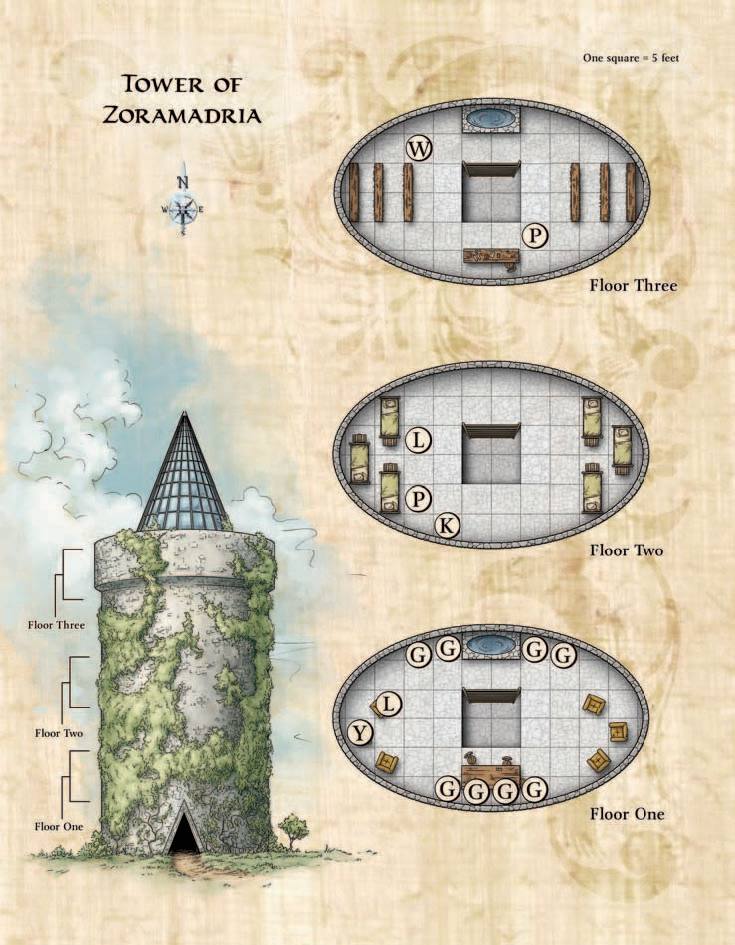 One square = 5 feet
Tower of
Zoramadria
N
W E
S
W
P
Floor Three
L
P
K
Floor Two
Floor Three
Floor Two
Floor One
G G G G
L
Y
G G G G
Floor One